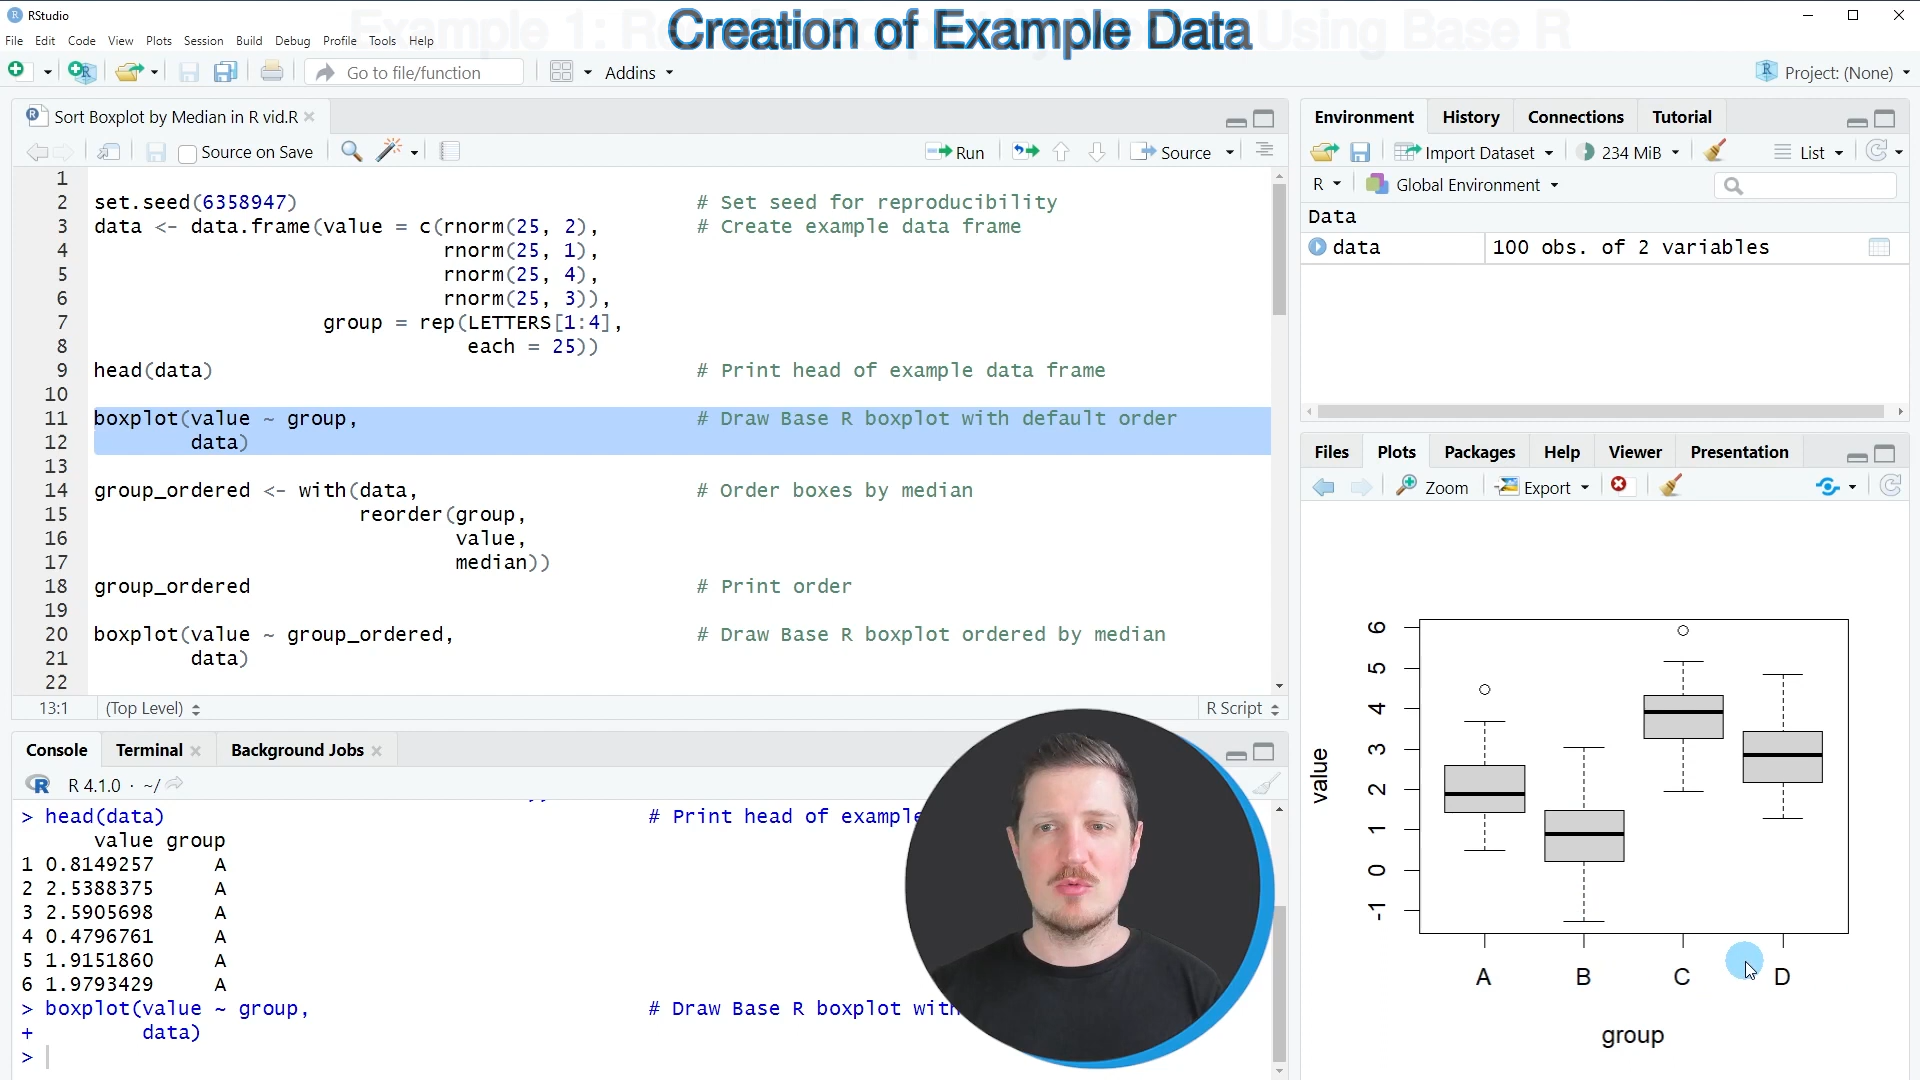 RStudio
Example 1: R Using Base R
Creation of Example Data
File Edit Code View Plots Session Build Debug Profile Tools Help
Go to file/function Addins Project: (None)
Sort Boxplot by Median in R vid.R
Source on Save Run Source
1
2 set.seed(6358947) # Set seed for reproducibility
3 data <- data.frame(value = c(rnorm(25, 2), # Create example data frame
4 rnorm(25, 1),
5 rnorm(25, 4),
6 rnorm(25, 3)),
7 group = rep(LETTERS[1:4],
8 each = 25))
9 head(data) # Print head of example data frame
10
11 boxplot(value ~ group, # Draw Base R boxplot with default order
12 data)
13
14 group_ordered <- with(data, # Order boxes by median
15 reorder(group,
16 value,
17 median))
18 group_ordered # Print order
19
20 boxplot(value ~ group_ordered, # Draw Base R boxplot ordered by median
21 data)
22
13:1 (Top Level) R Script
Console Terminal Background Jobs
R 4.1.0 · ~/
> head(data) # Print head of example
value group
1 0.8149257 A
2 2.5388375 A
3 2.5905698 A
4 0.4796761 A
5 1.9151860 A
6 1.9793429 A
> boxplot(value ~ group, # Draw Base R boxplot with
+ data)
>
Environment History Connections Tutorial
Import Dataset 234 MiB List
R Global Environment
Data
data 100 obs. of 2 variables
Files Plots Packages Help Viewer Presentation
Zoom Export
6
5
4
3
2
1
0
-1
value
A B C D
group